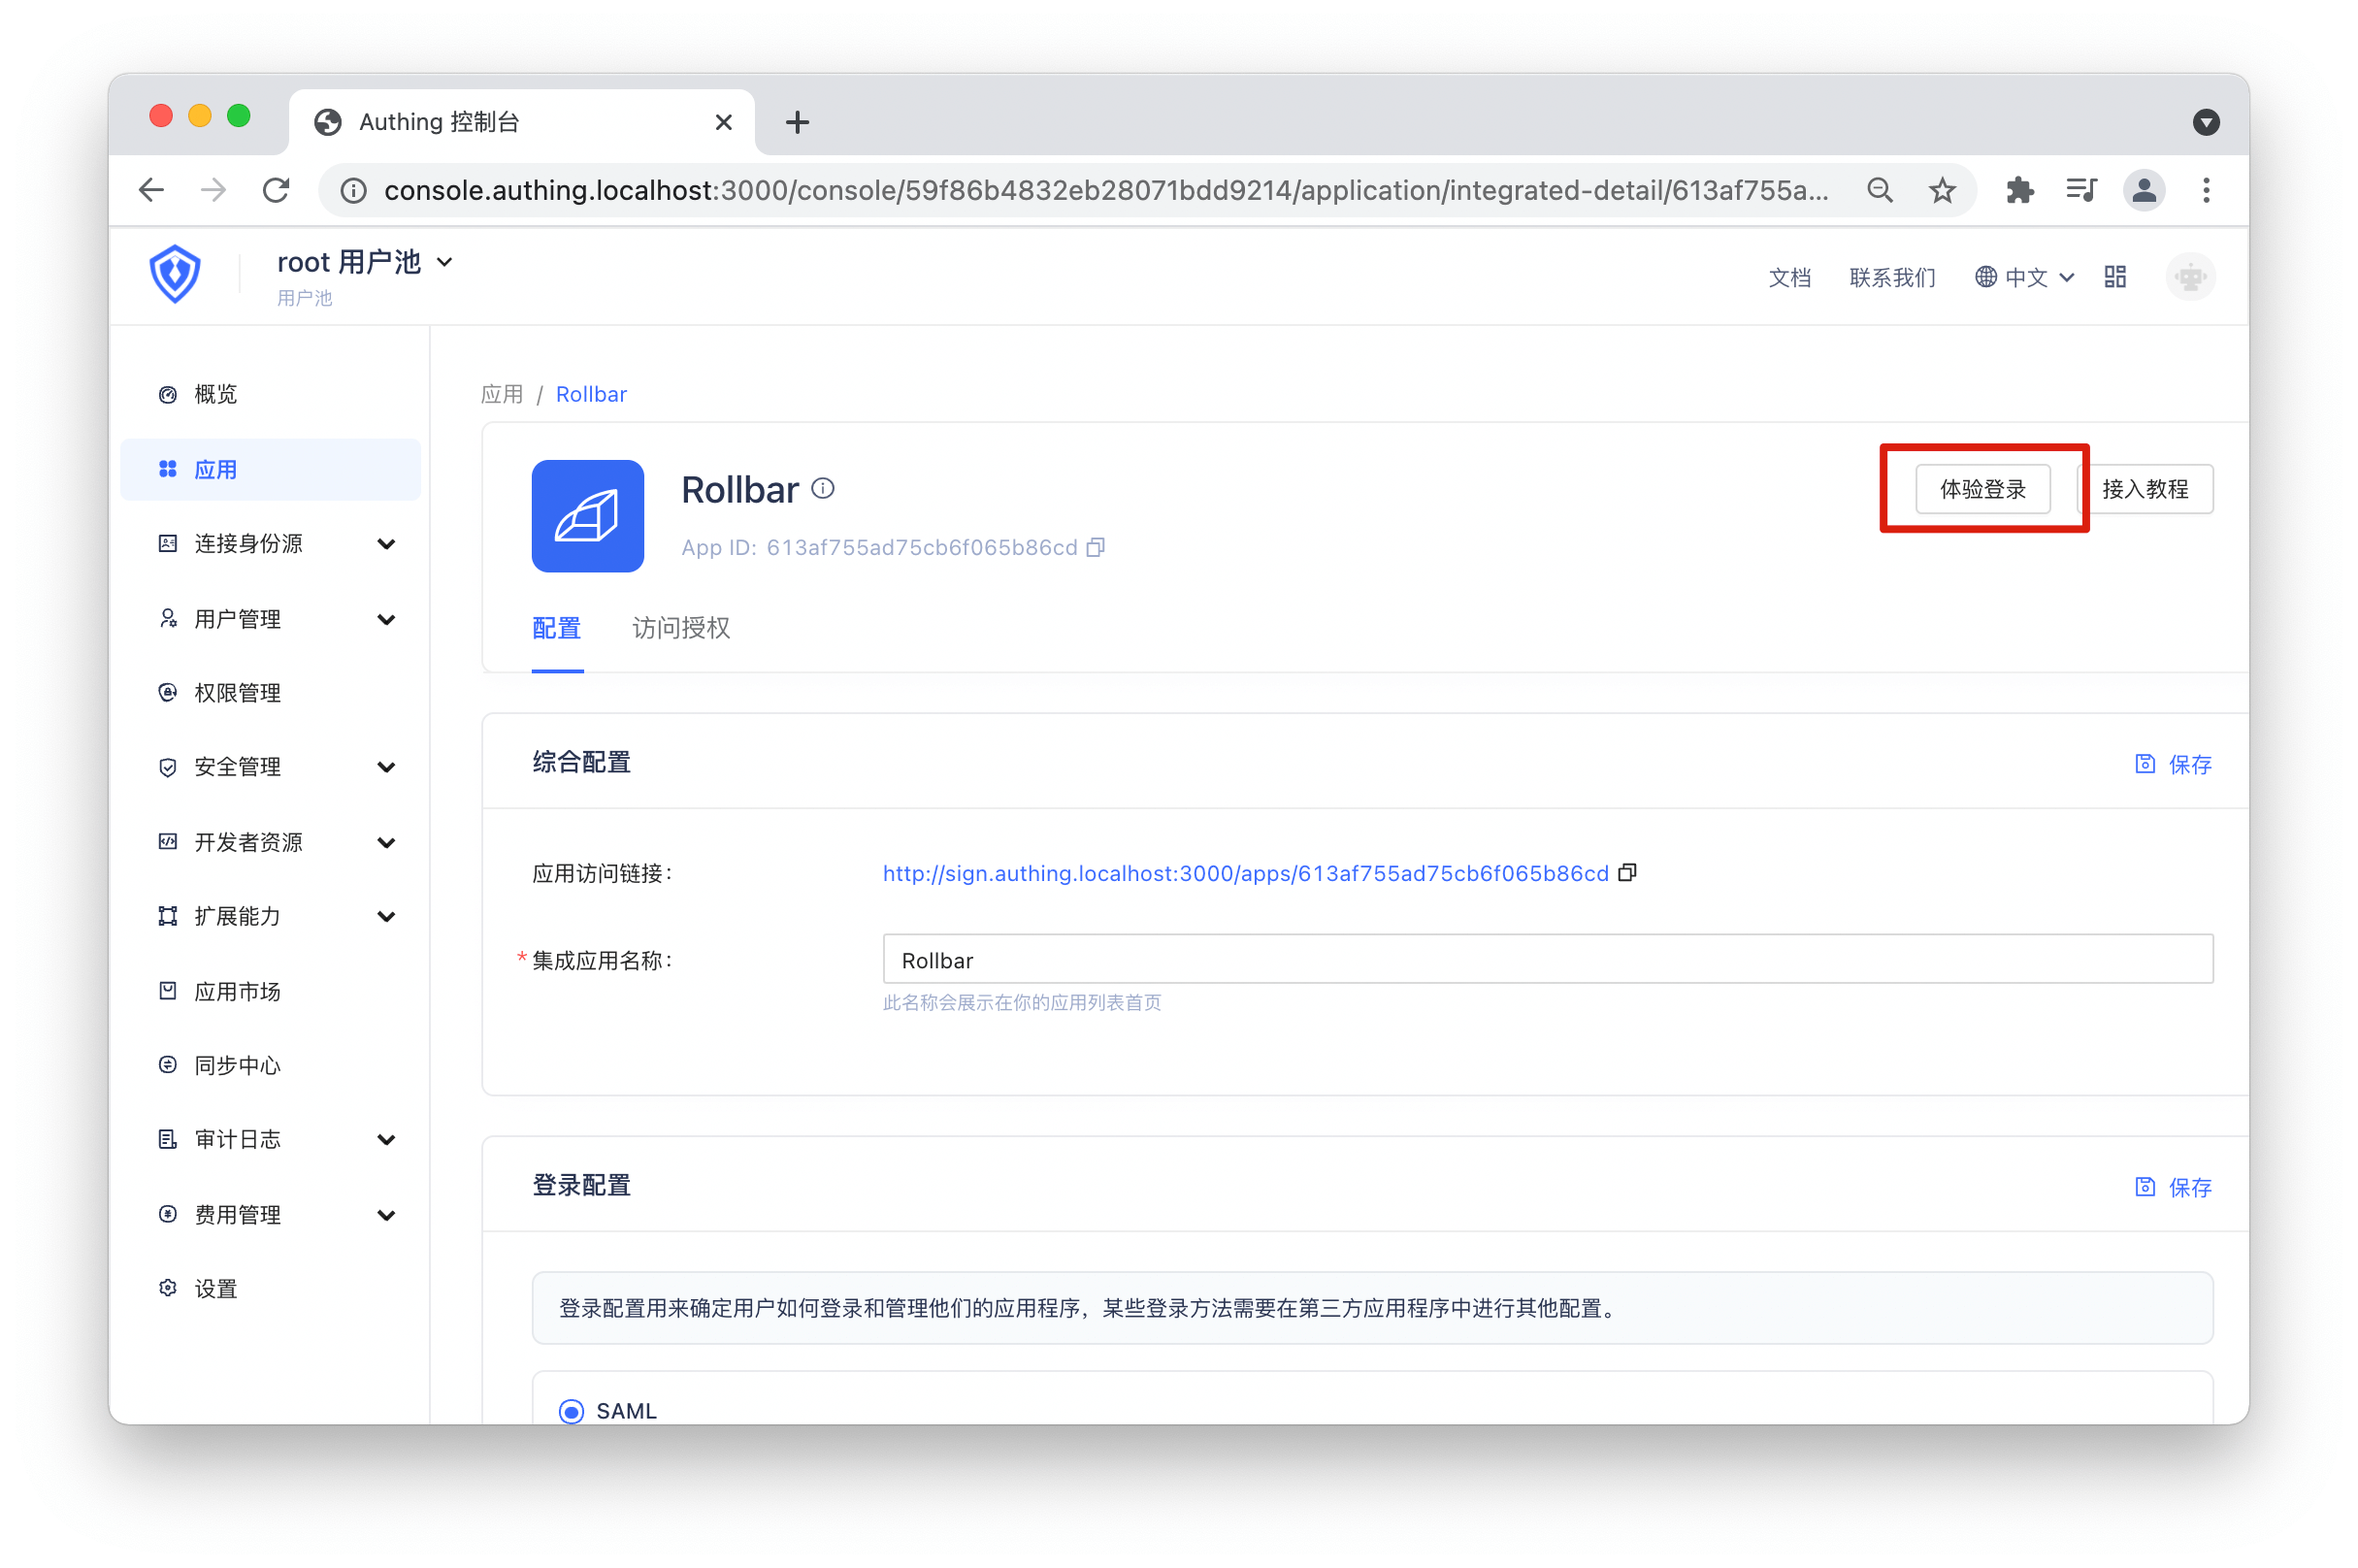 Authing 控制台
console.authing.localhost:3000/console/59f86b4832eb28071bdd9214/application/integrated-detail/613af755a...
root 用户池
用户池
文档 联系我们 中文
概览
应用
连接身份源
用户管理
权限管理
安全管理
开发者资源
扩展能力
应用市场
同步中心
审计日志
费用管理
设置
应用 / Rollbar
Rollbar
体验登录 接入教程
App ID: 613af755ad75cb6f065b86cd
配置 访问授权
综合配置 保存
应用访问链接: http://sign.authing.localhost:3000/apps/613af755ad75cb6f065b86cd
* 集成应用名称: Rollbar
此名称会展示在你的应用列表首页
登录配置 保存
登录配置用来确定用户如何登录和管理他们的应用程序，某些登录方法需要在第三方应用程序中进行其他配置。
SAML